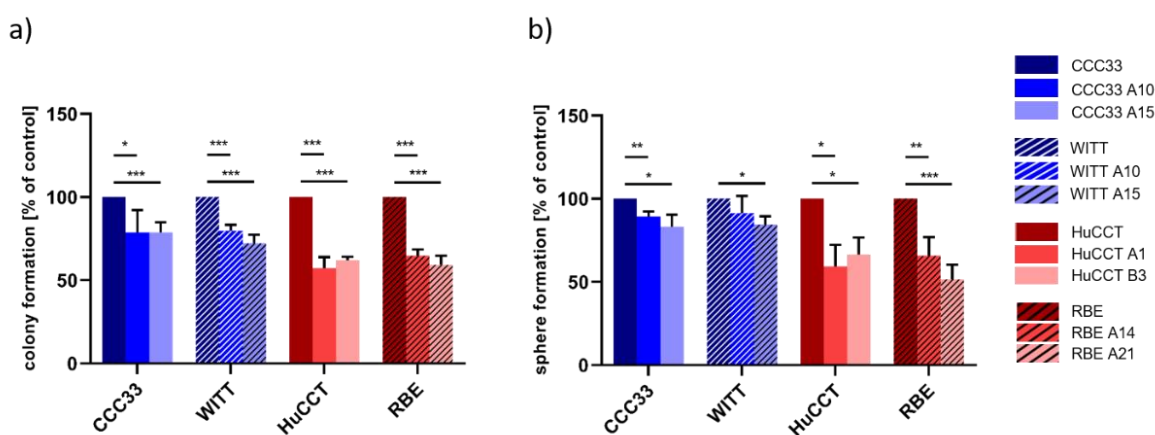 a)
colony formation [% of control]
150
100
50
0
* *** *** *** *** *** *** ***
CCC33 WITT HuCCT RBE
b)
sphere formation [% of control]
150
100
50
0
** * * * * ** ***
CCC33 WITT HuCCT RBE
CCC33
CCC33 A10
CCC33 A15
WITT
WITT A10
WITT A15
HuCCT
HuCCT A1
HuCCT B3
RBE
RBE A14
RBE A21